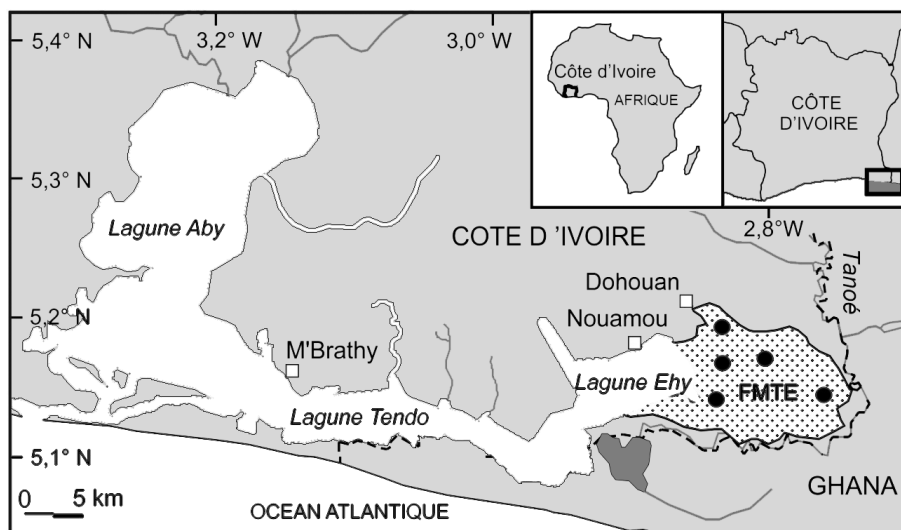 5,4° N
3,2° W
3,0° W
Côte d'Ivoire
AFRIQUE
CÔTE
D'IVOIRE
5,3° N
Lagune Aby
COTE D 'IVOIRE
2,8°W
Tanoé
Dohouan
5,2° N
Nouamou
M'Brathy
Lagune Ehy
FMTE
Lagune Tendo
5,1° N
GHANA
0 5 km
OCEAN ATLANTIQUE